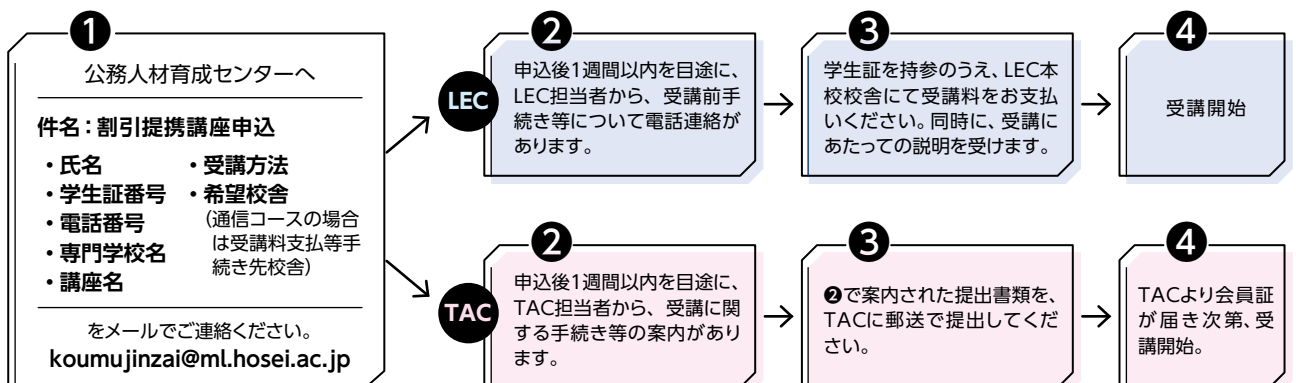 ❶
公務人材育成センターへ
件名：割引提携講座申込
・氏名
・学生証番号
・電話番号
・専門学校名
・講座名
・受講方法
・希望校舎
（通信コースの場合
は受講料支払等手
続き先校舎）
をメールでご連絡ください。
koumujinzai@ml.hosei.ac.jp
LEC
❷
申込後1週間以内を目途に、
LEC担当者から、受講前手
続き等について電話連絡が
あります。
❸
学生証を持参のうえ、LEC本
校校舎にて受講料をお支払
いください。同時に、受講に
あたっての説明を受けます。
❹
受講開始
TAC
❷
申込後1週間以内を目途に、
TAC担当者から、受講に関
する手続き等の案内があり
ます。
❸
❷で案内された提出書類を、
TACに郵送で提出してくだ
さい。
❹
TACより会員証
が届き次第、受
講開始。